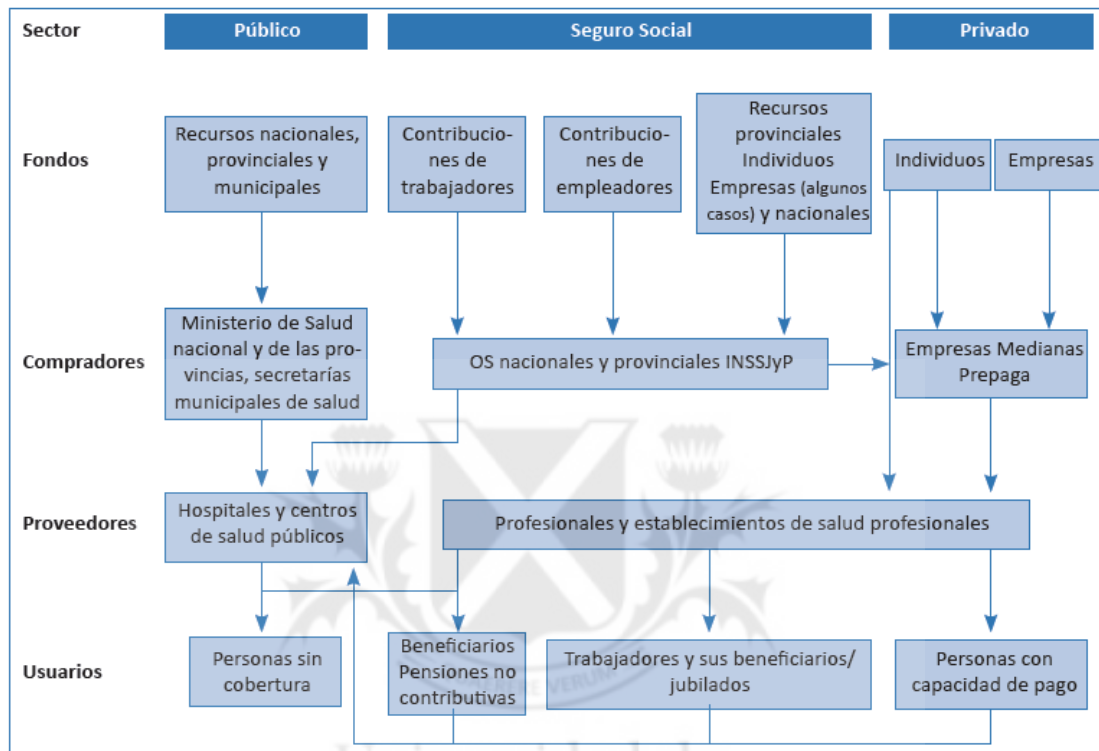 Sector
Público
Seguro Social
Privado
Fondos
Recursos nacionales,
provinciales y
municipales
Contribucio-
nes de
trabajadores
Contribucio-
nes de
empleadores
Recursos
provinciales
Individuos
Empresas (algunos
casos) y nacionales
Individuos
Empresas
Compradores
Ministerio de Salud
nacional y de las pro-
vincias, secretarías
municipales de salud
OS nacionales y provinciales INSSJyP
Empresas Medianas
Prepaga
Proveedores
Hospitales y centros
de salud públicos
Profesionales y establecimientos de salud profesionales
Usuarios
Personas sin
cobertura
Beneficiarios
Pensiones no
contributivas
Trabajadores y sus beneficiarios/
jubilados
Personas con
capacidad de pago
VERUM